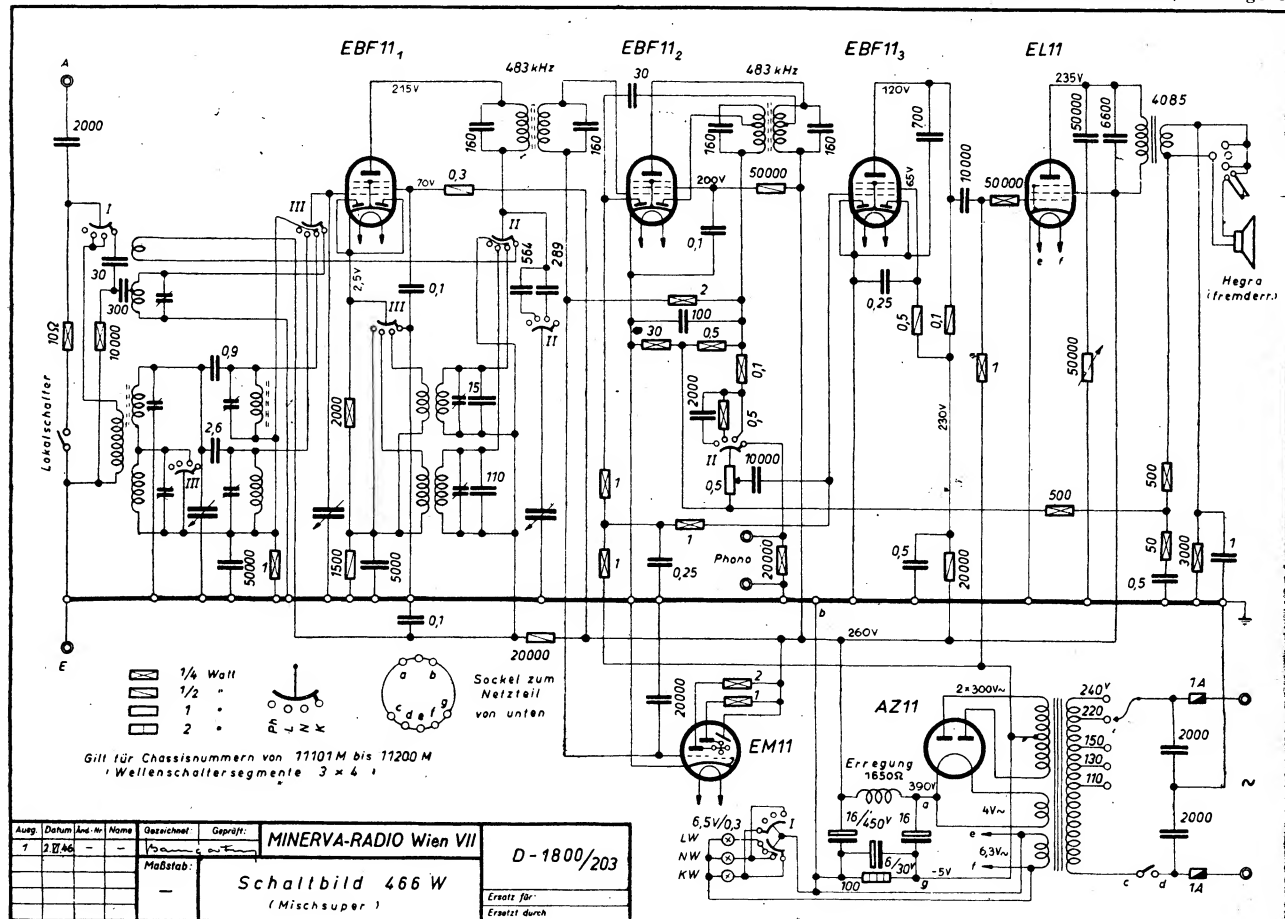 EBF11₁
EBF11₂
EBF11₃
EL11
A
483 kHz
30
483 kHz
215V
120V
235V
4085
2000
160
160
160
160
700
50000
6600
10000
I
III
70V
0,3
200V
50000
65V
50000
30
300
II
564
289
0,1
e f
Hegra
(fremderr.)
2,5V
0,1
0,25
2
100
0,5
0,1
10Ω
10000
III
II
30
0,5
0,1
1
50000
0,9
15
2000
0,5
Lokalschalter
2,6
2000
230V
II
10000
III
110
0,5
500
500
1
1
1
50000
1
1500
5000
0,25
Phono
20000
0,5
20000
50
0,5
3000
1
b
0,1
260V
E
20000
1/4 Watt
1/2 "
1 "
2 "
Ph L N K
a b
c d e f g
Sockel zum
Netzteil
von unten
20000
2
1
EM11
2×300V~
AZ11
240V
220
150
130
110
1A
2000
~
2000
1A
c d
Gilt für Chassisnummern von 11101 M bis 11200 M
(Wellenschaltersegmente 3 × 4)
Erregung
1650Ω
390V
a
4V~
16/450V
16
e
6,3V~
f
6/30V
100
g
-5V
6,5V/0,3
I
LW
NW
KW
Ausg. Datum Änd.-Nr Name Gezeichnet: Geprüft:
1 2.VI.46 – –
MINERVA-RADIO Wien VII
D-1800/203
Maßstab:
—
Schaltbild 466 W
(Mischsuper)
Ersatz für
Ersetzt durch